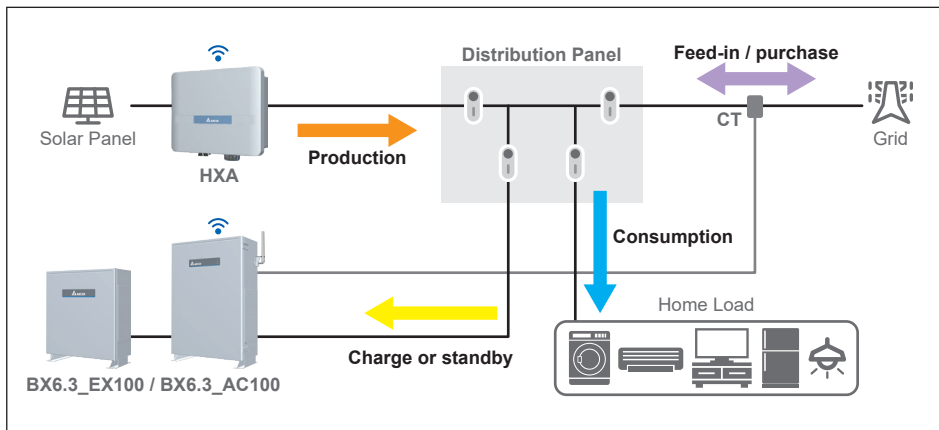 Distribution Panel
Feed-in / purchase
Solar Panel
HXA
Production
CT
Grid
Consumption
Home Load
Charge or standby
BX6.3_EX100 / BX6.3_AC100